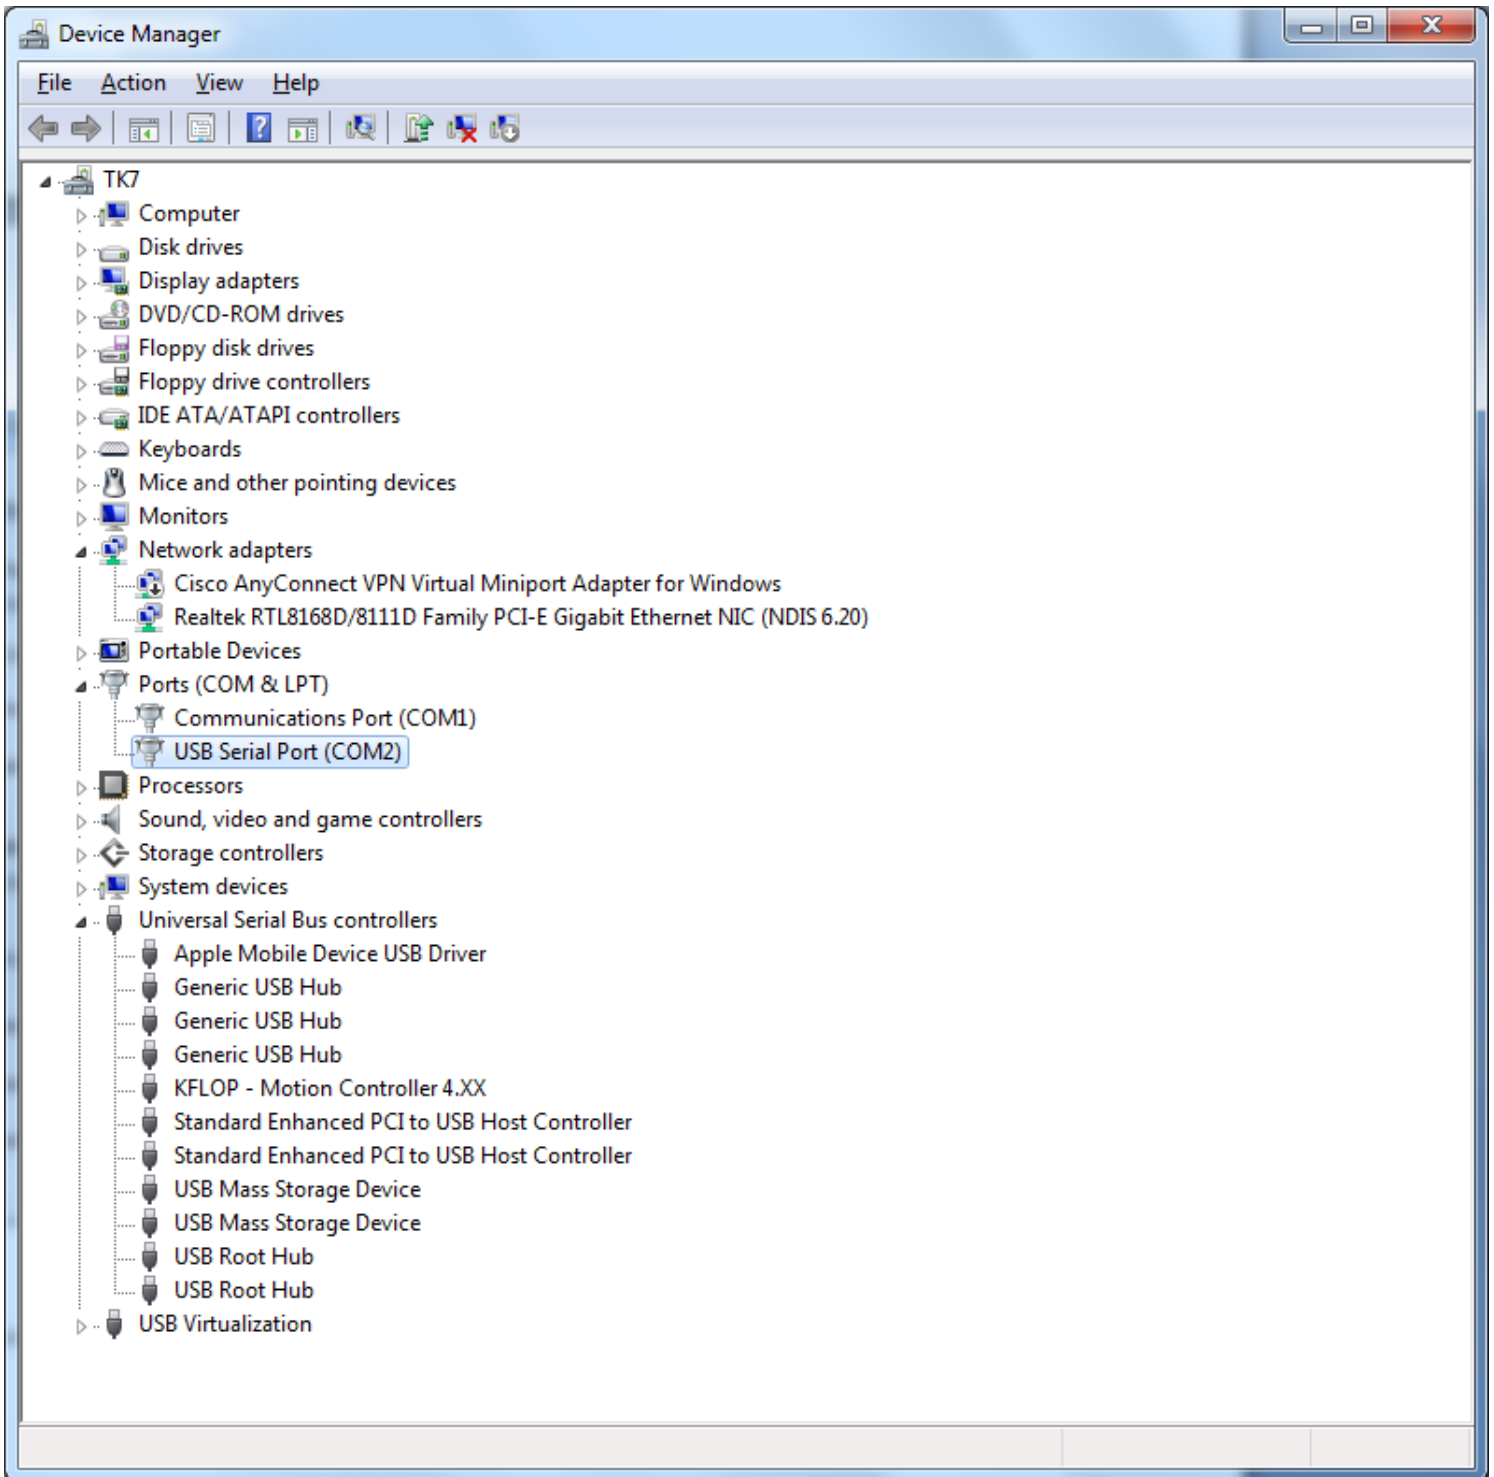 Device Manager
File Action View Help
TK7
Computer
Disk drives
Display adapters
DVD/CD-ROM drives
Floppy disk drives
Floppy drive controllers
IDE ATA/ATAPI controllers
Keyboards
Mice and other pointing devices
Monitors
Network adapters
Cisco AnyConnect VPN Virtual Miniport Adapter for Windows
Realtek RTL8168D/8111D Family PCI-E Gigabit Ethernet NIC (NDIS 6.20)
Portable Devices
Ports (COM & LPT)
Communications Port (COM1)
USB Serial Port (COM2)
Processors
Sound, video and game controllers
Storage controllers
System devices
Universal Serial Bus controllers
Apple Mobile Device USB Driver
Generic USB Hub
Generic USB Hub
Generic USB Hub
KFLOP - Motion Controller 4.XX
Standard Enhanced PCI to USB Host Controller
Standard Enhanced PCI to USB Host Controller
USB Mass Storage Device
USB Mass Storage Device
USB Root Hub
USB Root Hub
USB Virtualization